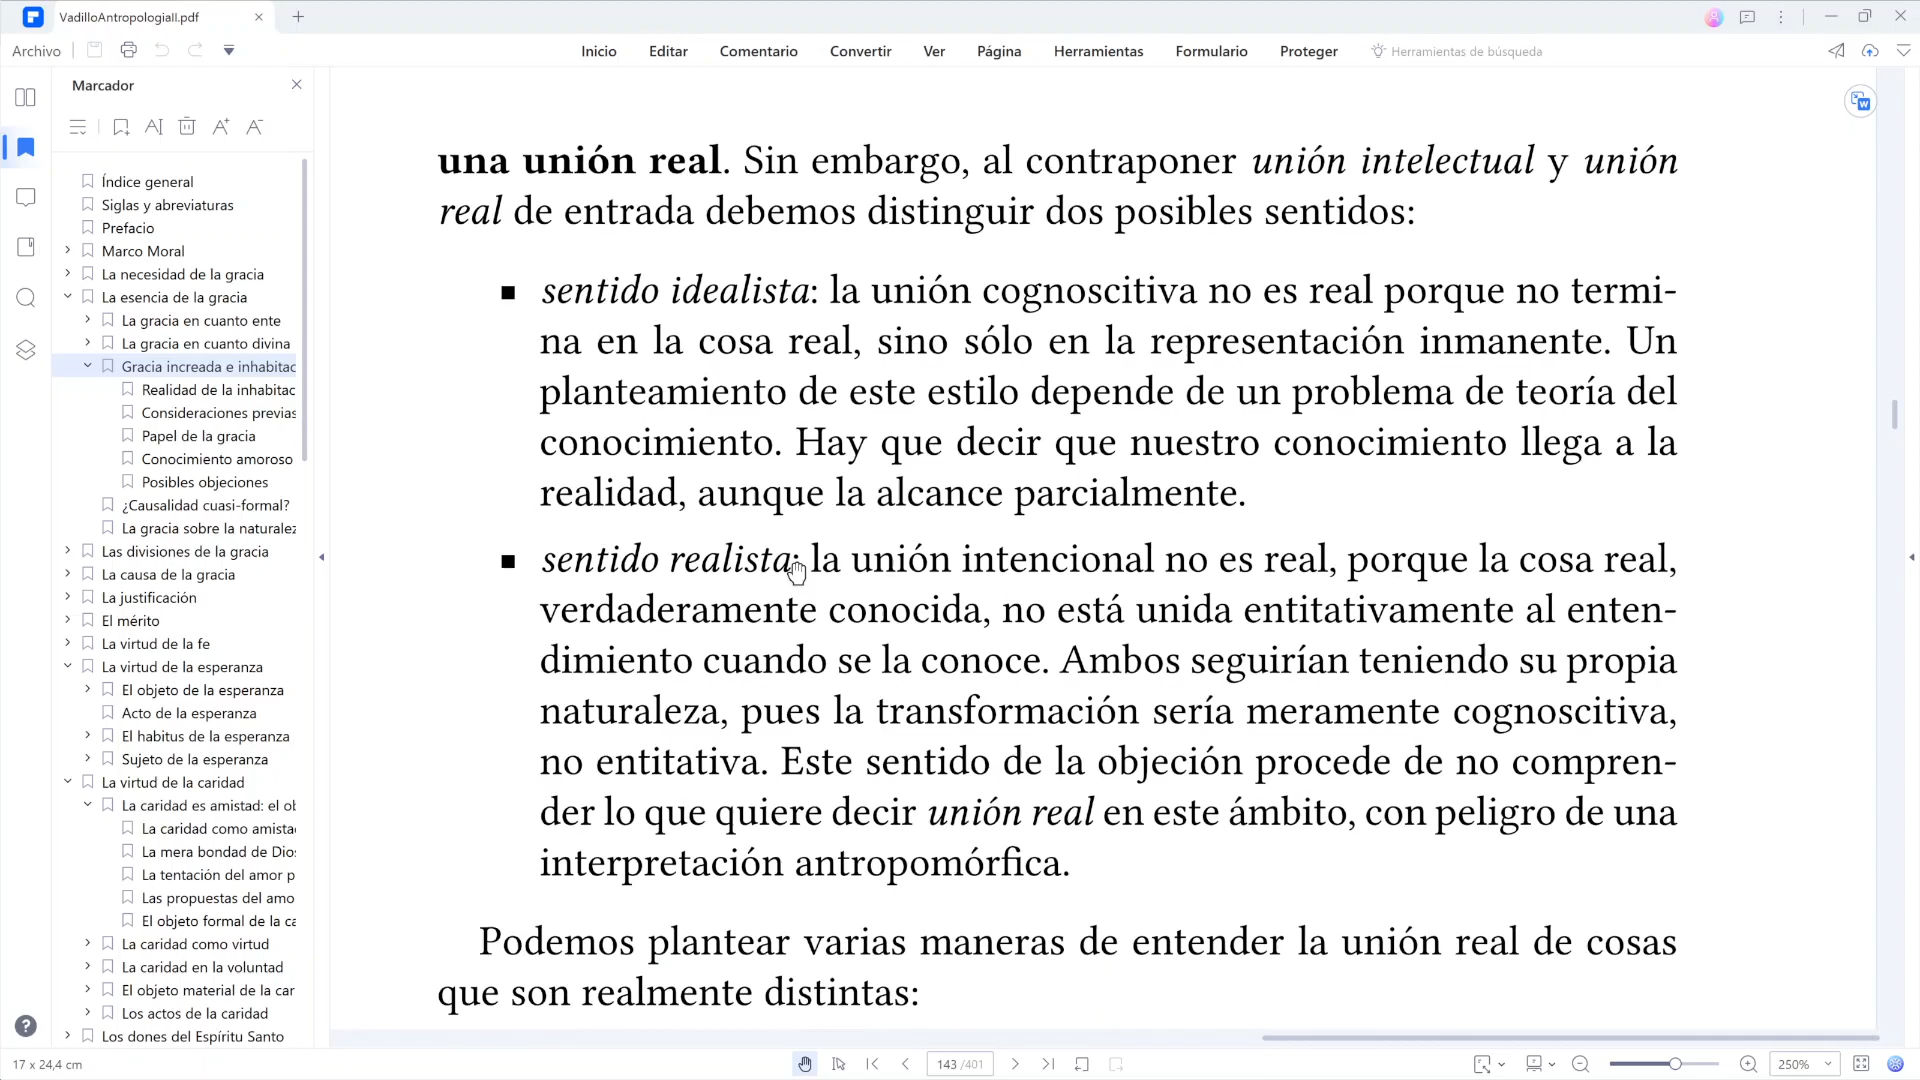 VadilloAntropologiaII.pdf
Archivo
Inicio
Editar
Comentario
Convertir
Ver
Página
Herramientas
Formulario
Proteger
Herramientas de búsqueda
Marcador
Índice general
Siglas y abreviaturas
Prefacio
Marco Moral
La necesidad de la gracia
La esencia de la gracia
La gracia en cuanto ente
La gracia en cuanto divina
Gracia increada e inhabitac
Realidad de la inhabitac
Consideraciones previas
Papel de la gracia
Conocimiento amoroso
Posibles objeciones
¿Causalidad cuasi-formal?
La gracia sobre la naturalez
Las divisiones de la gracia
La causa de la gracia
La justificación
El mérito
La virtud de la fe
La virtud de la esperanza
El objeto de la esperanza
Acto de la esperanza
El habitus de la esperanza
Sujeto de la esperanza
La virtud de la caridad
La caridad es amistad: el ob
La caridad como amista
La mera bondad de Dios
La tentación del amor p
Las propuestas del amo
El objeto formal de la ca
La caridad como virtud
La caridad en la voluntad
El objeto material de la car
Los actos de la caridad
Los dones del Espíritu Santo
una unión real. Sin embargo, al contraponer unión intelectual y unión
real de entrada debemos distinguir dos posibles sentidos:
▪ sentido idealista: la unión cognoscitiva no es real porque no termi-
na en la cosa real, sino sólo en la representación inmanente. Un
planteamiento de este estilo depende de un problema de teoría del
conocimiento. Hay que decir que nuestro conocimiento llega a la
realidad, aunque la alcance parcialmente.
▪ sentido realista: la unión intencional no es real, porque la cosa real,
verdaderamente conocida, no está unida entitativamente al enten-
dimiento cuando se la conoce. Ambos seguirían teniendo su propia
naturaleza, pues la transformación sería meramente cognoscitiva,
no entitativa. Este sentido de la objeción procede de no compren-
der lo que quiere decir unión real en este ámbito, con peligro de una
interpretación antropomórfica.
Podemos plantear varias maneras de entender la unión real de cosas
que son realmente distintas:
17 x 24,4 cm
143 /401
250%